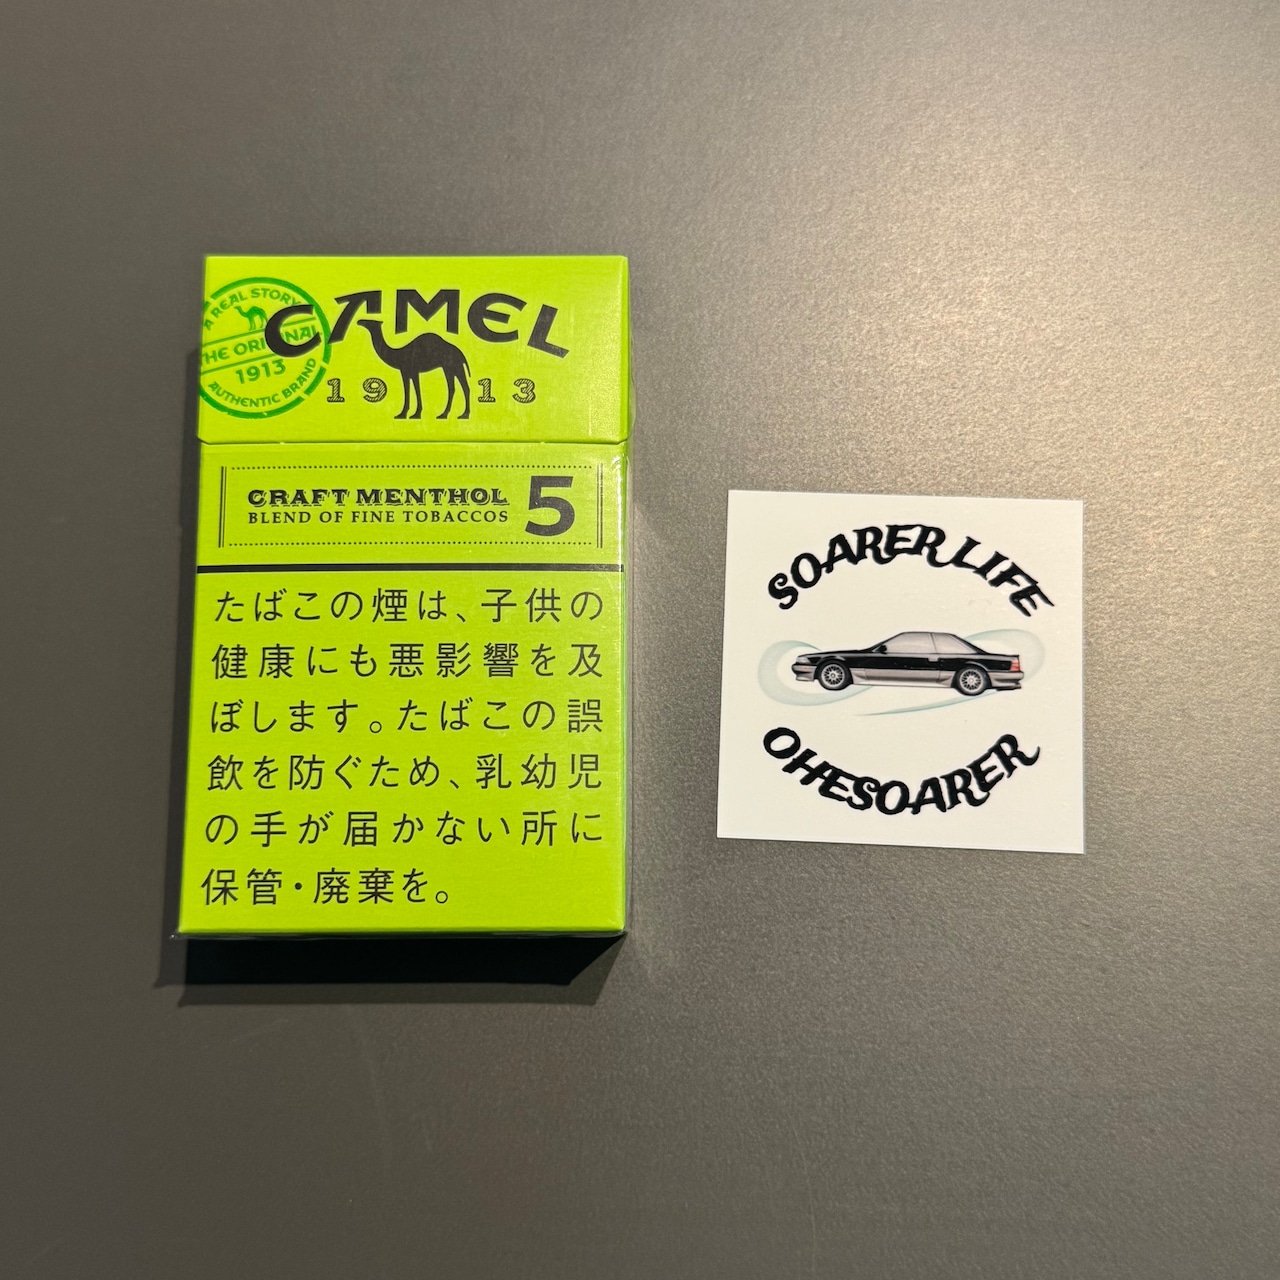 A REAL STORY
THE ORIGINAL
1913
AUTHENTIC BRAND
CAMEL
1913
CRAFT MENTHOL
BLEND OF FINE TOBACCOS
5
たばこの煙は、子供の
健康にも悪影響を及
ぼします。たばこの誤
飲を防ぐため、乳幼児
の手が届かない所に
保管・廃棄を。
SOARER LIFE
OHESOARER